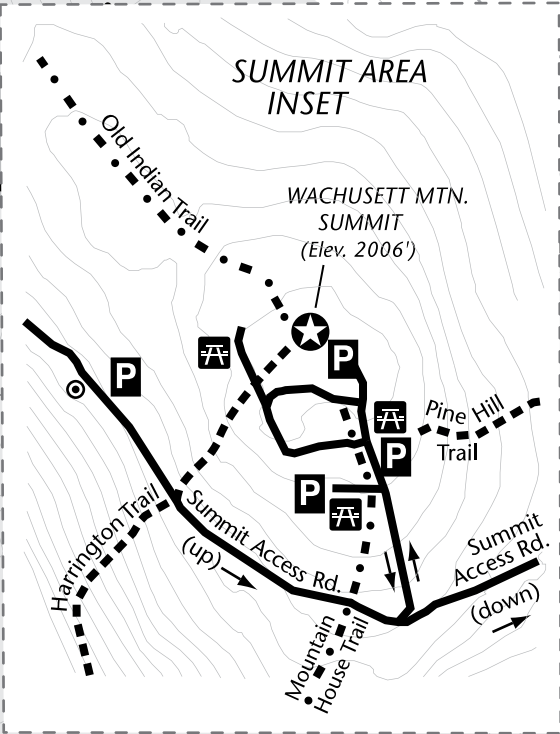 SUMMIT AREA
INSET
Old Indian Trail
WACHUSETT MTN.
SUMMIT
(Elev. 2006')
P
P
Pine Hill
Trail
P
P
Harrington Trail
Summit Access Rd.
(up)
Summit
Access Rd.
(down)
Mountain
House Trail